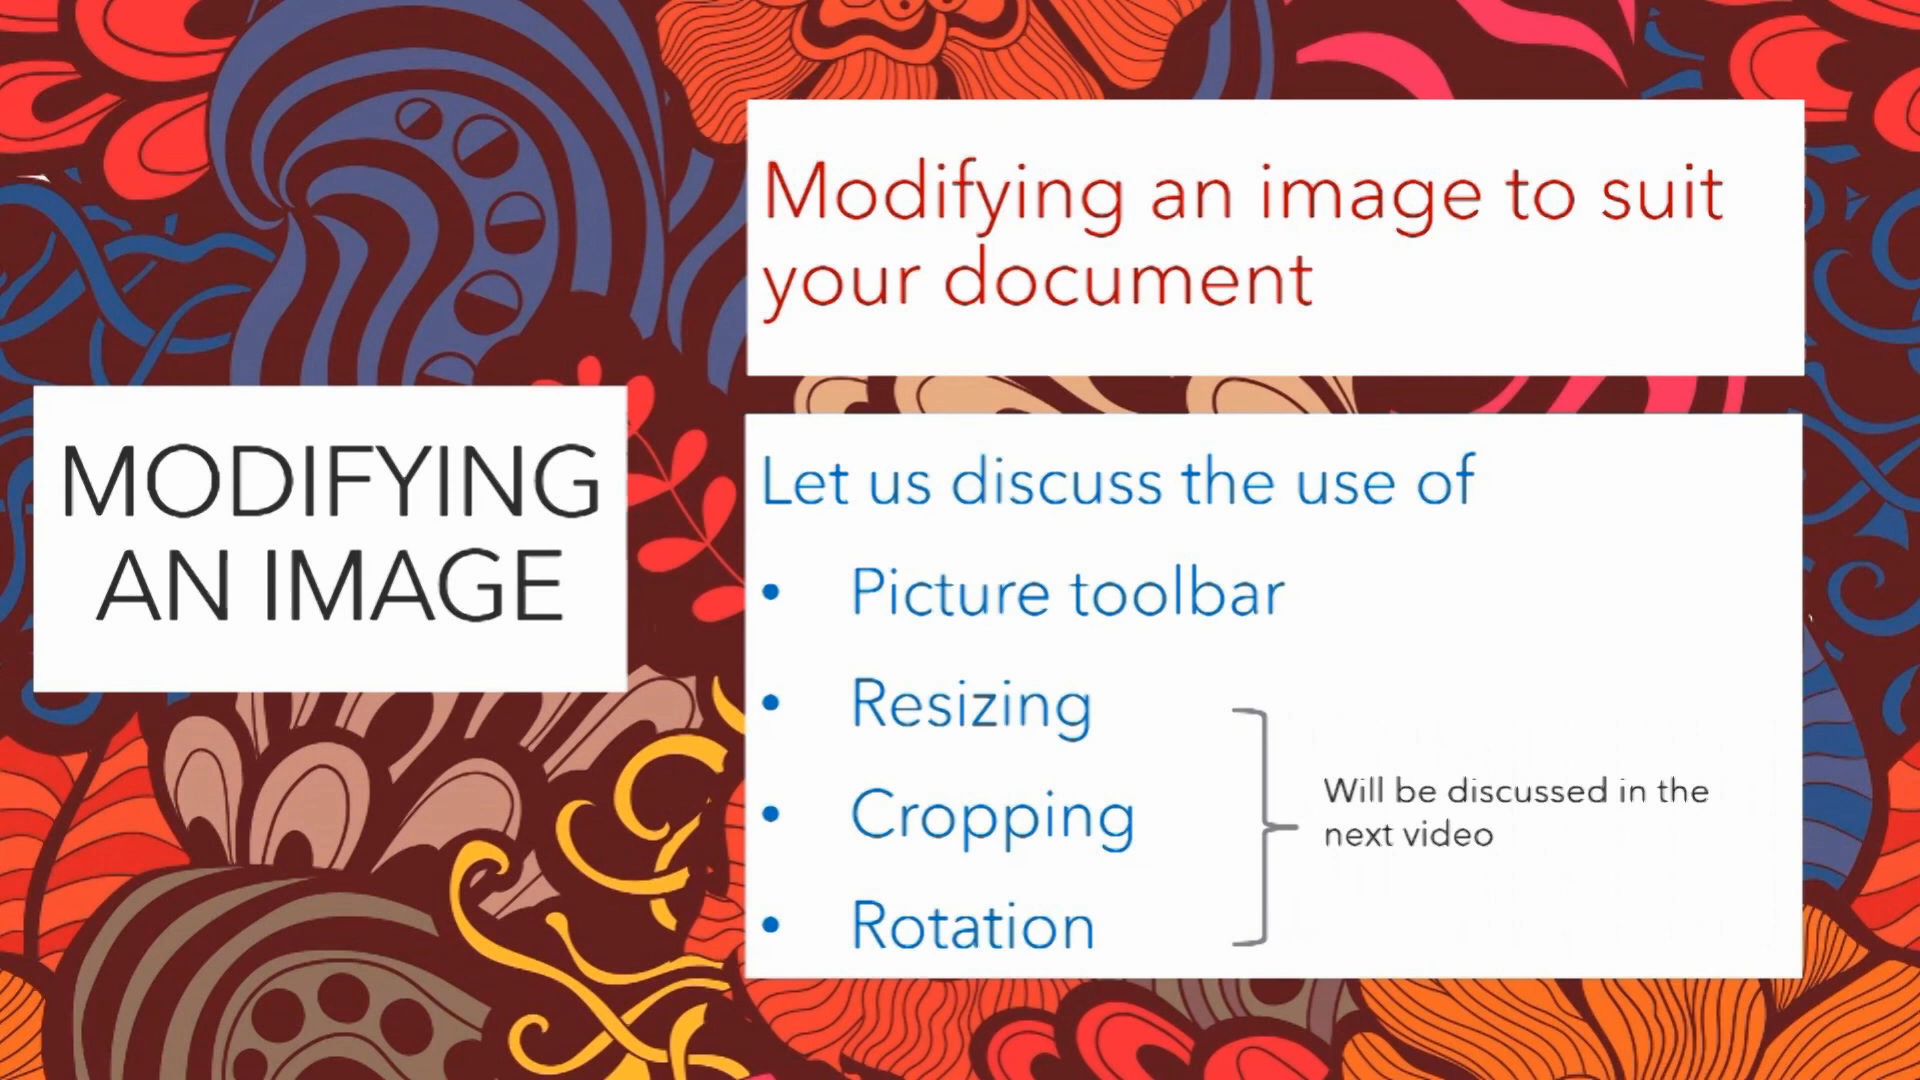 MODIFYING
AN IMAGE
Modifying an image to suit
your document
Let us discuss the use of
• Picture toolbar
• Resizing
• Cropping
• Rotation
Will be discussed in the
next video